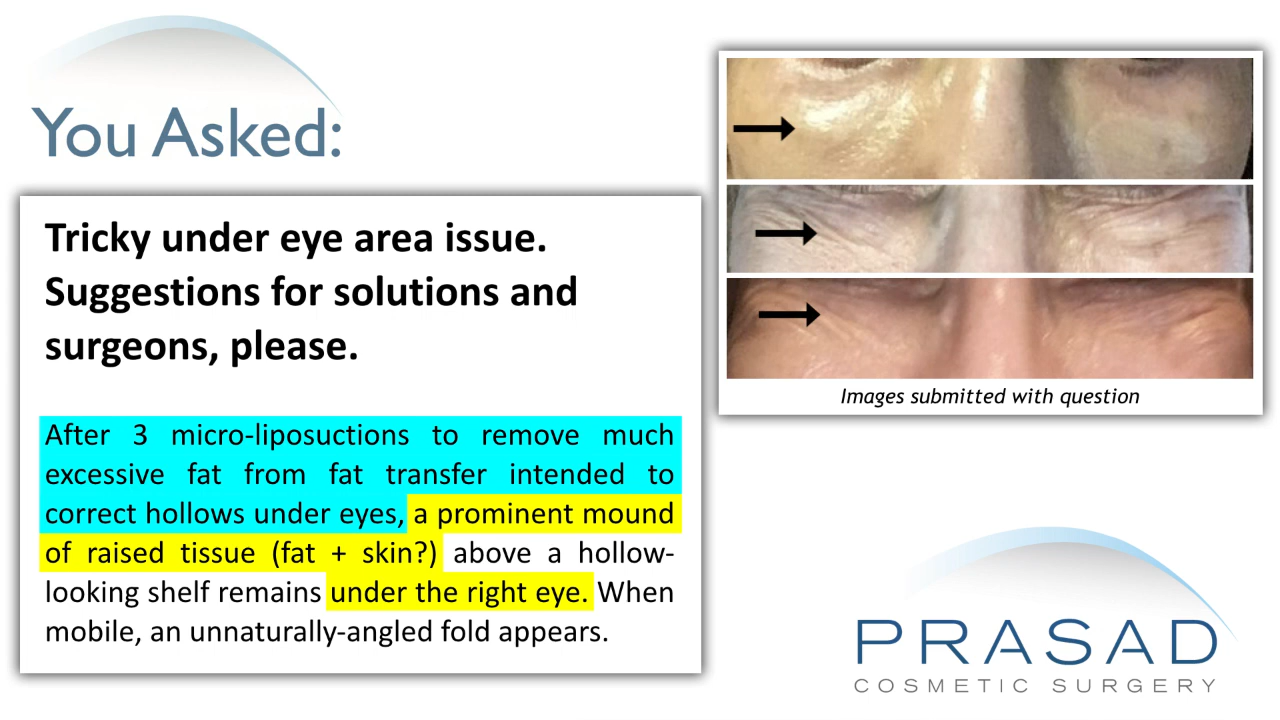 You Asked:
Tricky under eye area issue.
Suggestions for solutions and
surgeons, please.
After 3 micro-liposuctions to remove much
excessive fat from fat transfer intended to
correct hollows under eyes, a prominent mound
of raised tissue (fat + skin?) above a hollow-
looking shelf remains under the right eye. When
mobile, an unnaturally-angled fold appears.
Images submitted with question
PRASAD
COSMETIC SURGERY